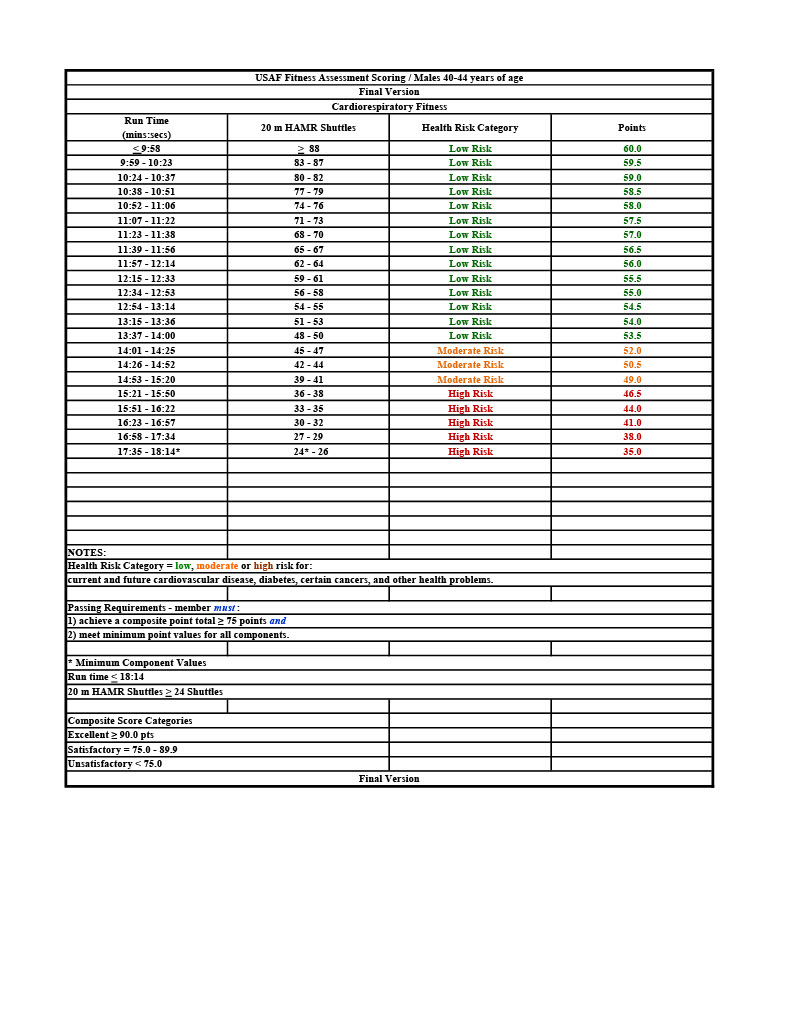 USAF Fitness Assessment Scoring / Males 40-44 years of age
Final Version
Cardiorespiratory Fitness
Run Time (mins:secs) 20 m HAMR Shuttles Health Risk Category Points
≤ 9:58 ≥ 88 Low Risk 60.0
9:59 - 10:23 83 - 87 Low Risk 59.5
10:24 - 10:37 80 - 82 Low Risk 59.0
10:38 - 10:51 77 - 79 Low Risk 58.5
10:52 - 11:06 74 - 76 Low Risk 58.0
11:07 - 11:22 71 - 73 Low Risk 57.5
11:23 - 11:38 68 - 70 Low Risk 57.0
11:39 - 11:56 65 - 67 Low Risk 56.5
11:57 - 12:14 62 - 64 Low Risk 56.0
12:15 - 12:33 59 - 61 Low Risk 55.5
12:34 - 12:53 56 - 58 Low Risk 55.0
12:54 - 13:14 54 - 55 Low Risk 54.5
13:15 - 13:36 51 - 53 Low Risk 54.0
13:37 - 14:00 48 - 50 Low Risk 53.5
14:01 - 14:25 45 - 47 Moderate Risk 52.0
14:26 - 14:52 42 - 44 Moderate Risk 50.5
14:53 - 15:20 39 - 41 Moderate Risk 49.0
15:21 - 15:50 36 - 38 High Risk 46.5
15:51 - 16:22 33 - 35 High Risk 44.0
16:23 - 16:57 30 - 32 High Risk 41.0
16:58 - 17:34 27 - 29 High Risk 38.0
17:35 - 18:14* 24* - 26 High Risk 35.0
NOTES:
Health Risk Category = low, moderate or high risk for:
current and future cardiovascular disease, diabetes, certain cancers, and other health problems.
Passing Requirements - member must :
1) achieve a composite point total ≥ 75 points and
2) meet minimum point values for all components.
* Minimum Component Values
Run time ≤ 18:14
20 m HAMR Shuttles ≥ 24 Shuttles
Composite Score Categories
Excellent ≥ 90.0 pts
Satisfactory = 75.0 - 89.9
Unsatisfactory < 75.0
Final Version